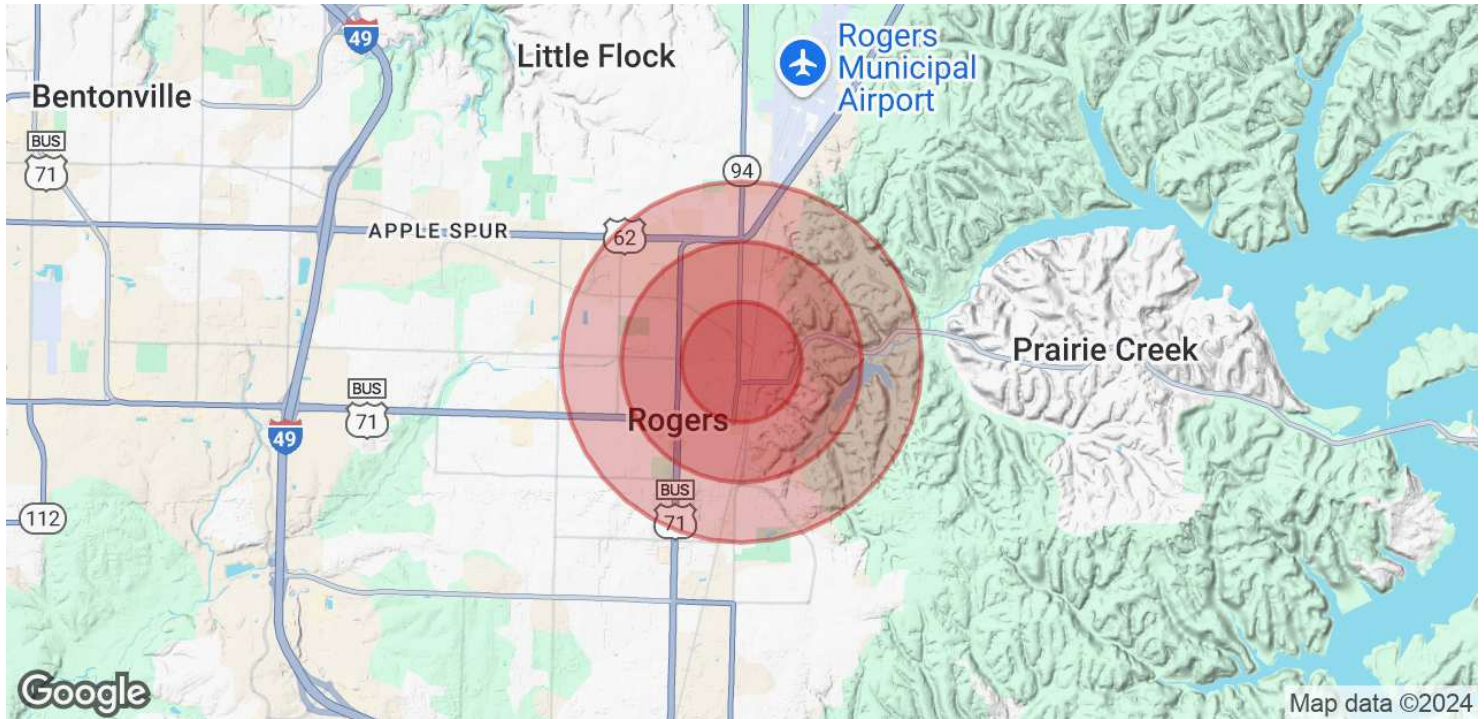 49
Little Flock
Rogers
Municipal
Airport
Bentonville
BUS
71
94
APPLE SPUR
62
Prairie Creek
BUS
71
Rogers
49
BUS
71
112
Google
Map data ©2024